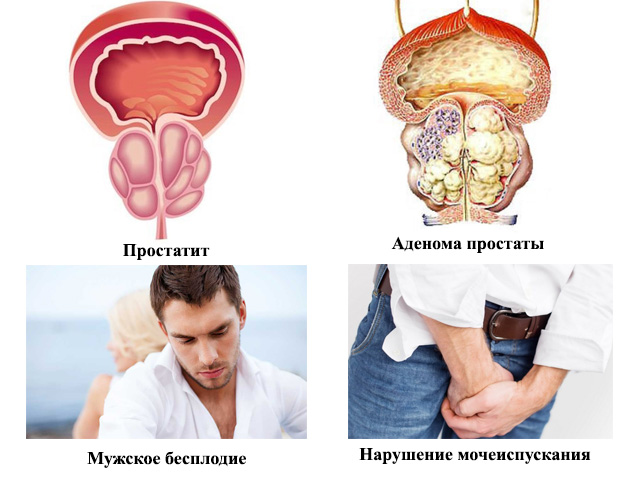 Простатит
Аденома простаты
Мужское бесплодие
Нарушение мочеиспускания